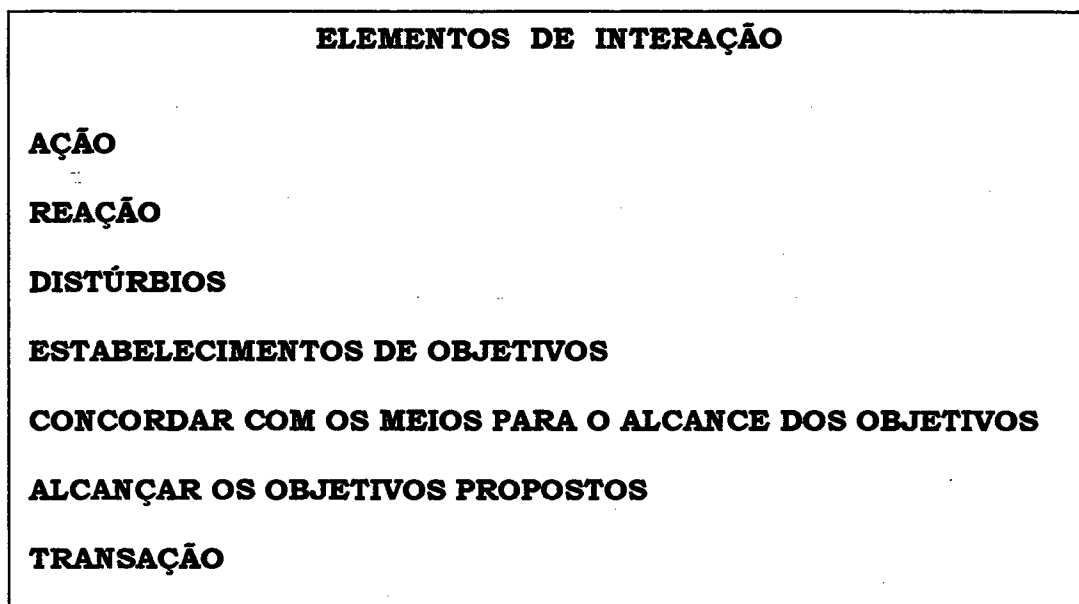 ELEMENTOS DE INTERAÇÃO
AÇÃO
REAÇÃO
DISTÚRBIOS
ESTABELECIMENTOS DE OBJETIVOS
CONCORDAR COM OS MEIOS PARA O ALCANCE DOS OBJETIVOS
ALCANÇAR OS OBJETIVOS PROPOSTOS
TRANSAÇÃO